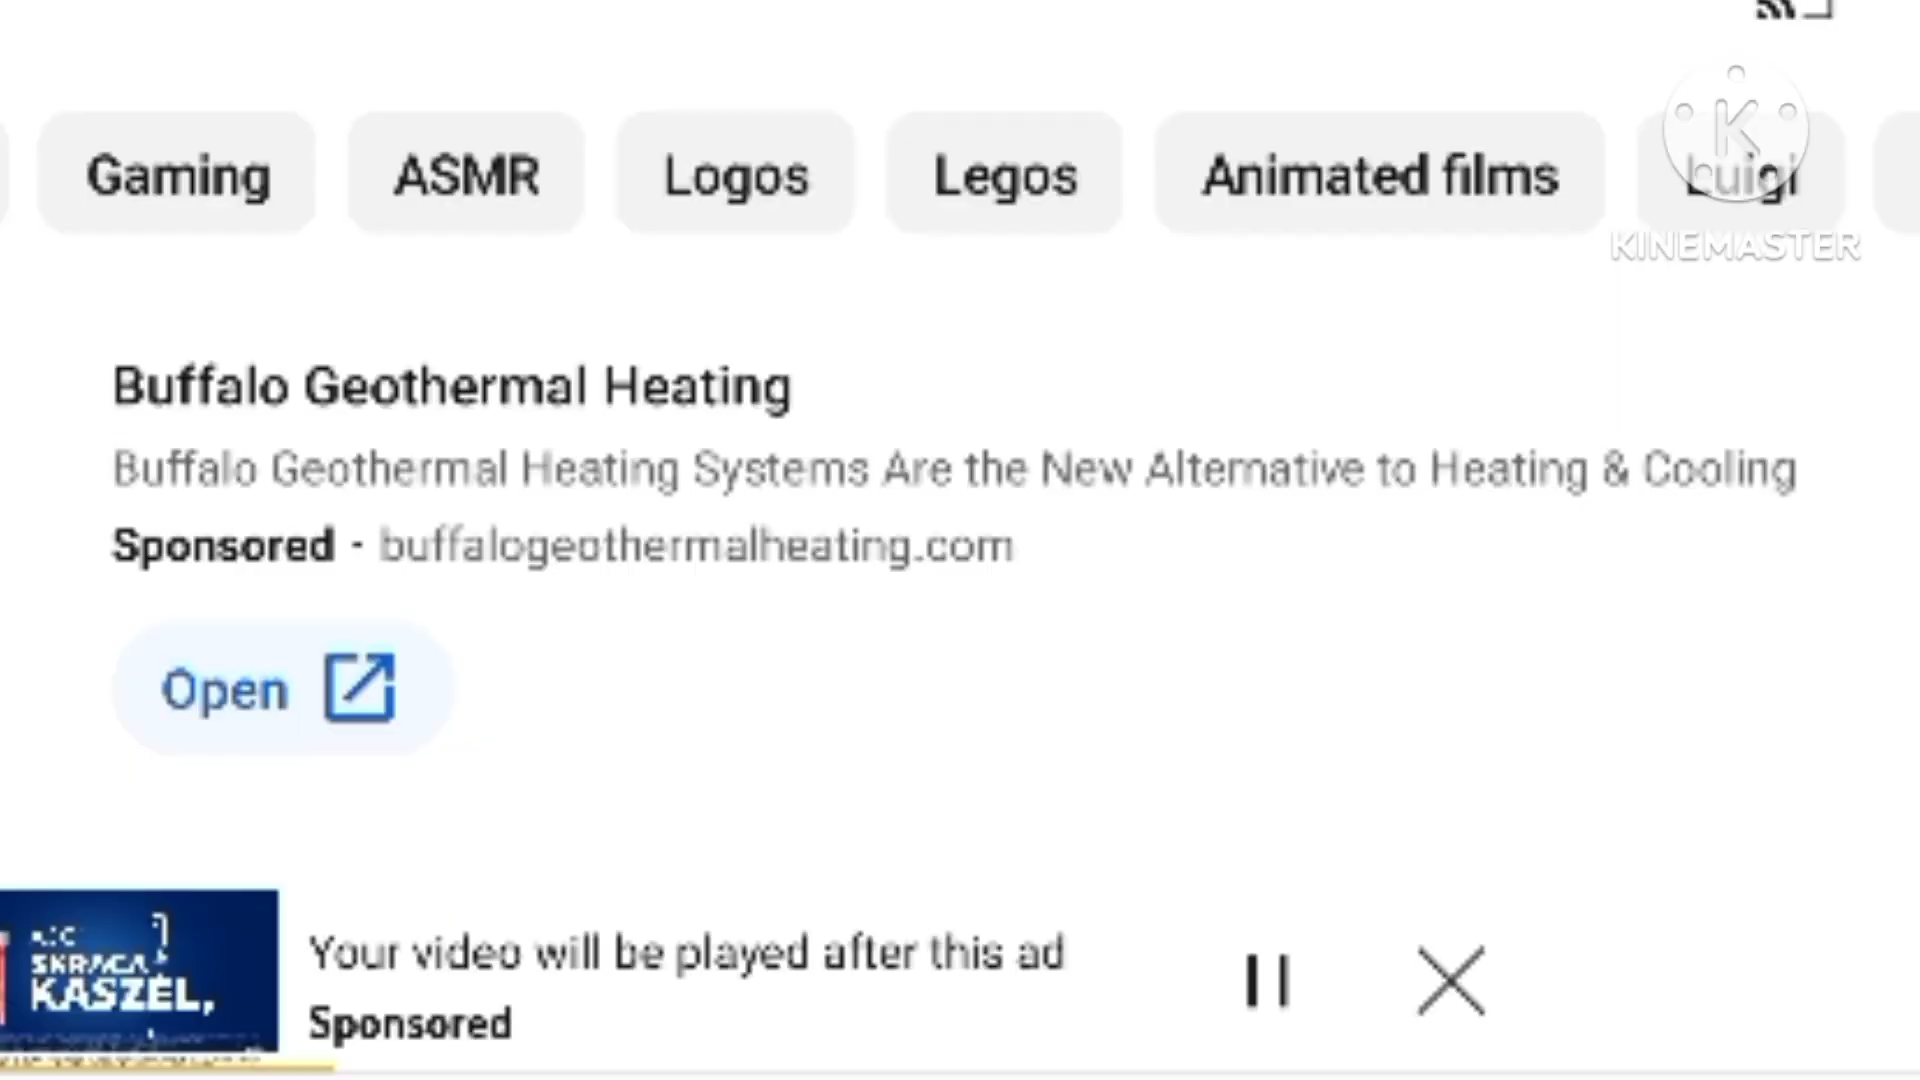 Gaming
ASMR
Logos
Legos
Animated films
Luigi
K
KINEMASTER
Buffalo Geothermal Heating
Buffalo Geothermal Heating Systems Are the New Alternative to Heating & Cooling
Sponsored - buffalogeothermalheating.com
Open
SKRACA
KASZEL,
Your video will be played after this ad
Sponsored